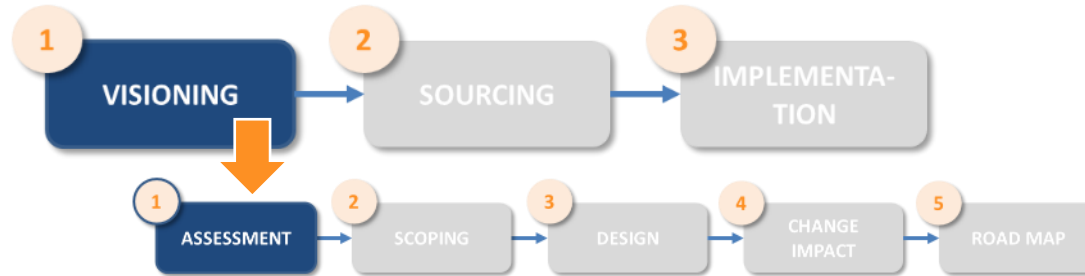 1
VISIONING
2
SOURCING
3
IMPLEMENTA-
TION
1
ASSESSMENT
2
SCOPING
3
DESIGN
4
CHANGE
IMPACT
5
ROAD MAP